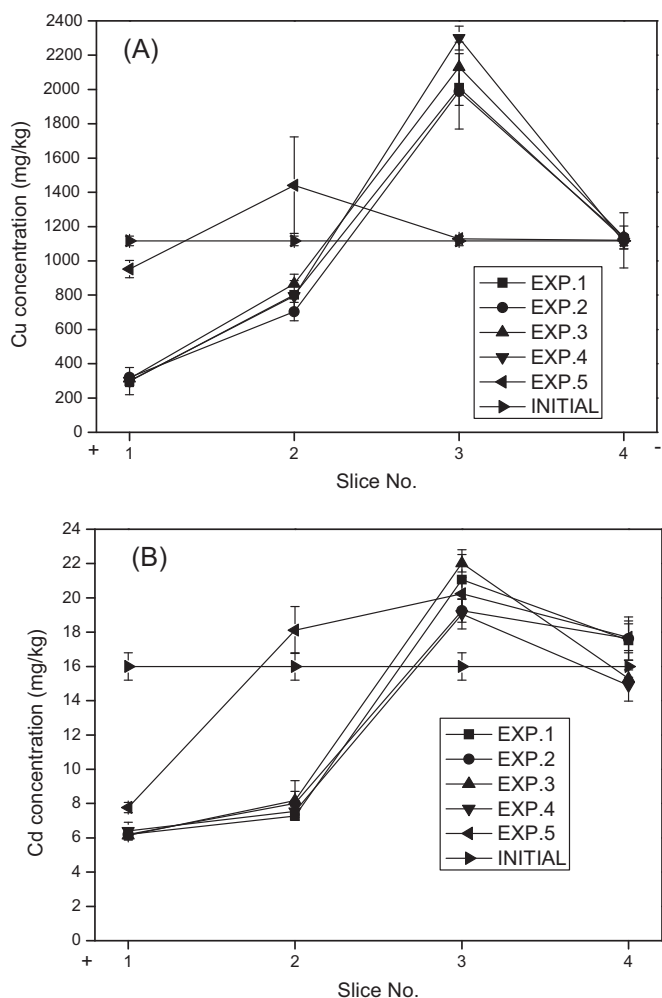 (A)
Cu concentration (mg/kg)
2400
2200
2000
1800
1600
1400
1200
1000
800
600
400
200
0
EXP.1
EXP.2
EXP.3
EXP.4
EXP.5
INITIAL
+ 1 2 3 4 -
Slice No.
(B)
Cd concentration (mg/kg)
24
22
20
18
16
14
12
10
8
6
4
2
0
EXP.1
EXP.2
EXP.3
EXP.4
EXP.5
INITIAL
+ 1 2 3 4
Slice No.